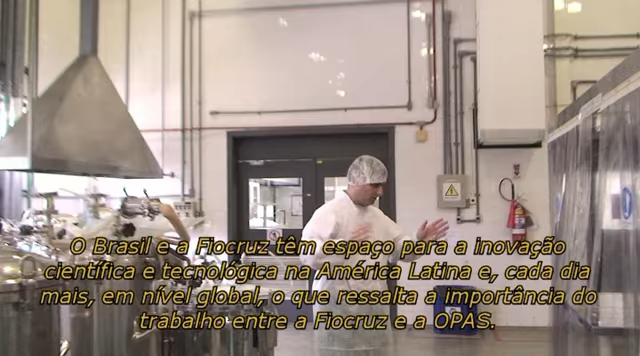 O Brasil e a Fiocruz têm espaço para a inovação
científica e tecnológica na América Latina e, cada dia
mais, em nível global, o que ressalta a importância do
trabalho entre a Fiocruz e a OPAS.